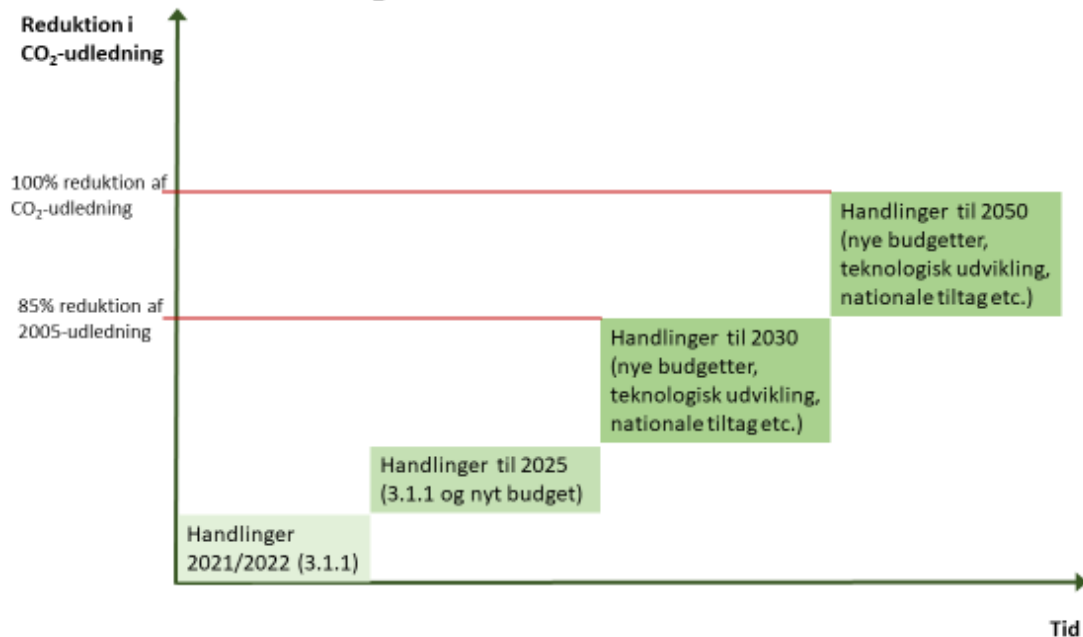 Reduktion i
CO₂-udledning
100% reduktion af
CO₂-udledning
Handlinger til 2050
(nye budgetter,
teknologisk udvikling,
nationale tiltag etc.)
85% reduktion af
2005-udledning
Handlinger til 2030
(nye budgetter,
teknologisk udvikling,
nationale tiltag etc.)
Handlinger til 2025
(3.1.1 og nyt budget)
Handlinger
2021/2022 (3.1.1)
Tid